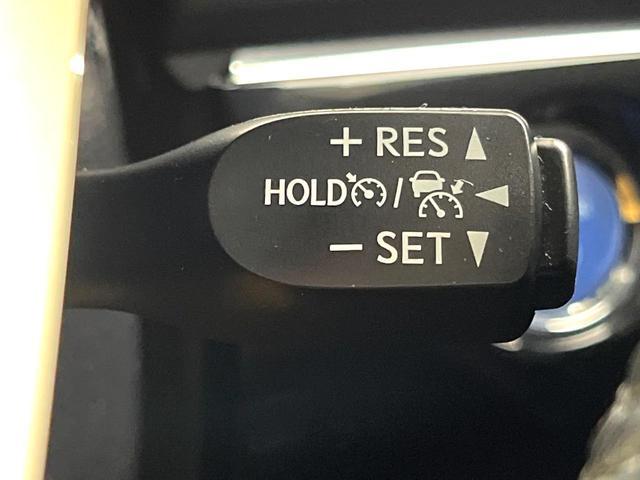 + RES ▲
HOLD / ◀
− SET ▼